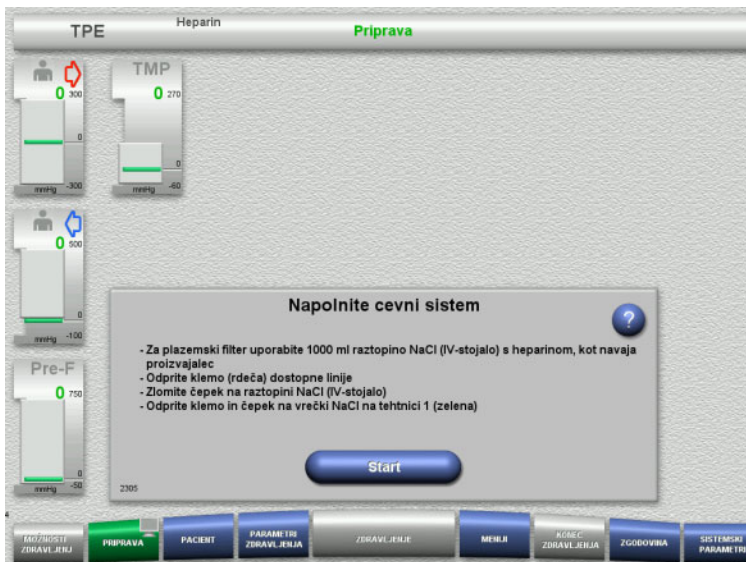 TPE
Heparin
Priprava
0
300
0
-300
mmHg
TMP
0
270
0
-60
mmHg
0
500
0
-100
mmHg
Pre-F
0
750
0
-50
mmHg
Napolnite cevni sistem
?
- Za plazemski filter uporabite 1000 ml raztopino NaCl (IV-stojalo) s heparinom, kot navaja
proizvajalec
- Odprite klemo (rdeča) dostopne linije
- Zlomite čepek na raztopini NaCl (IV-stojalo)
- Odprite klemo in čepek na vrečki NaCl na tehtnici 1 (zelena)
Start
2305
4
MOŽNOSTI
ZDRAVLJENJ
PRIPRAVA
PACIENT
PARAMETRI
ZDRAVLJENJA
ZDRAVLJENJE
MENIJI
KONEC
ZDRAVLJENJA
ZGODOVINA
SISTEMSKI
PARAMETRI